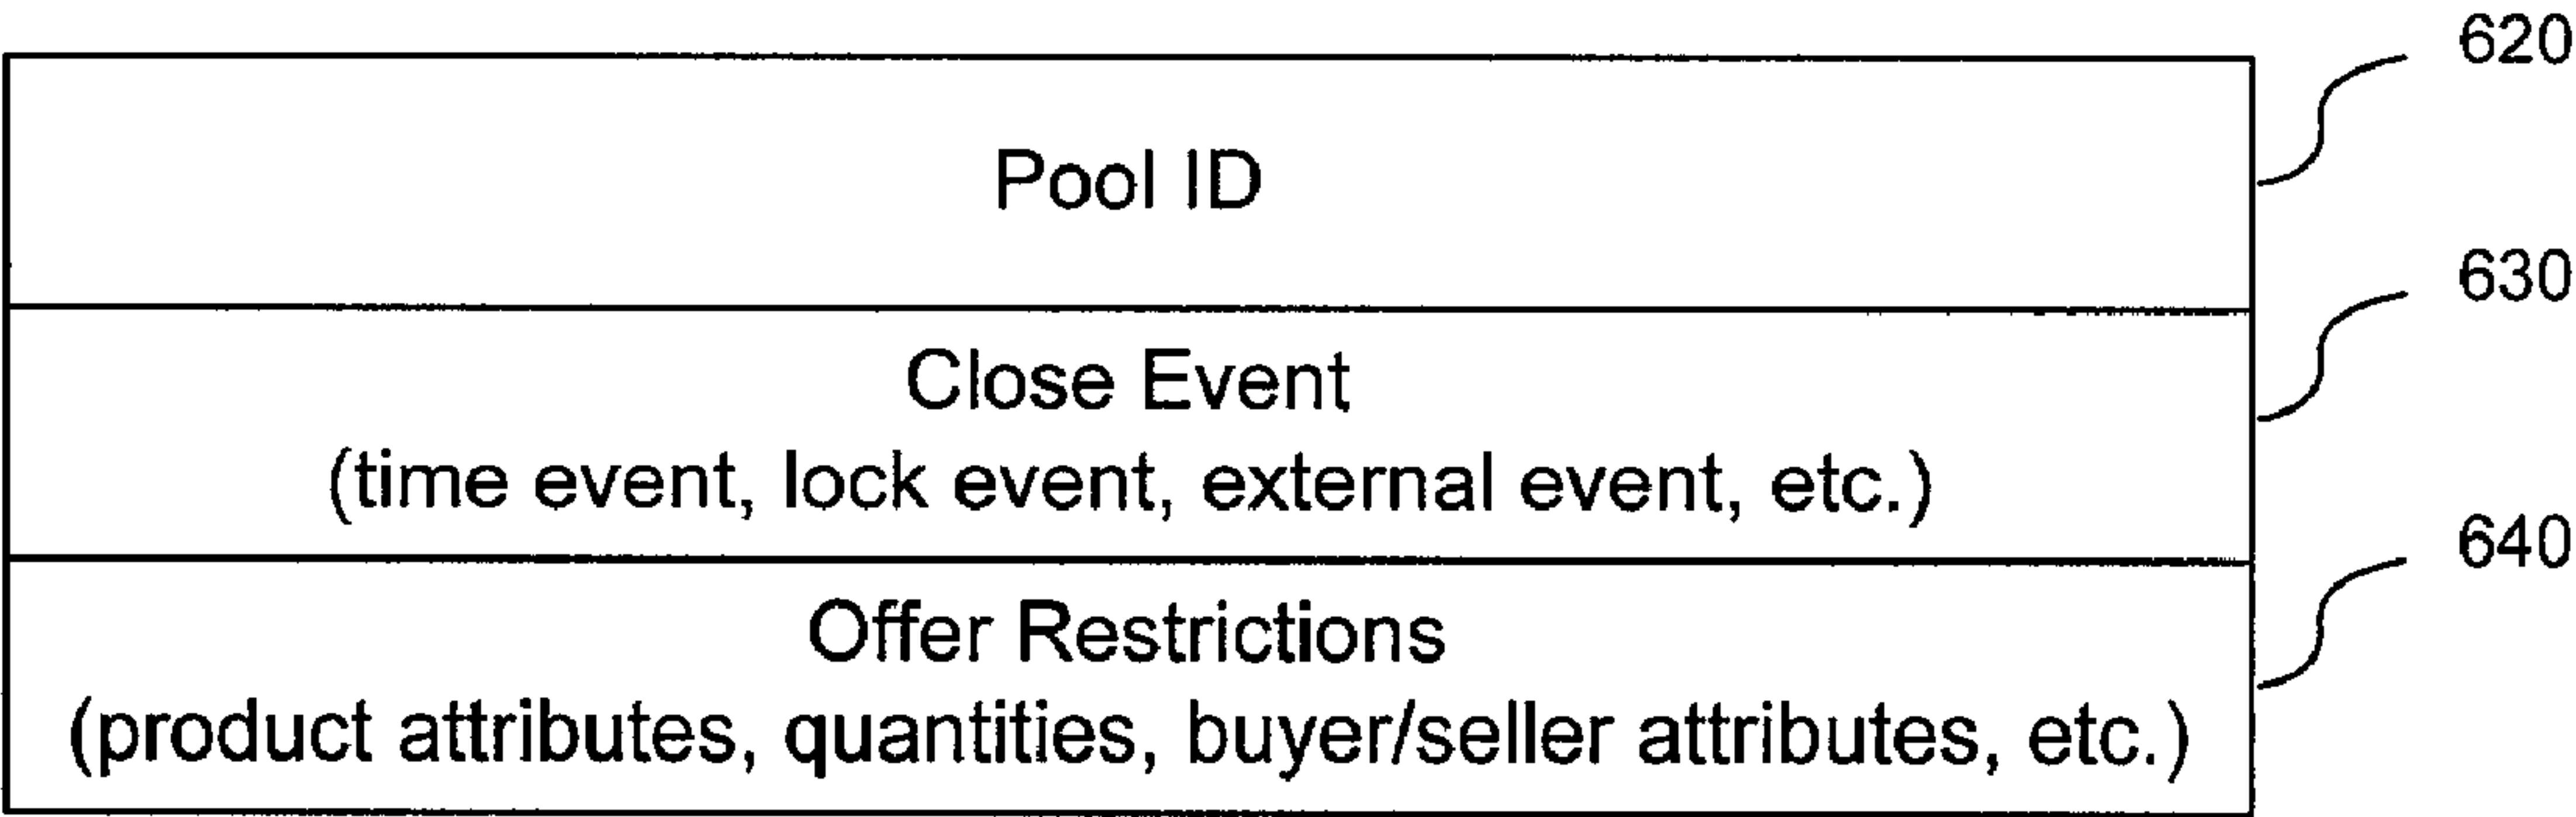 620
Pool ID
630
Close Event
(time event, lock event, external event, etc.)
640
Offer Restrictions
(product attributes, quantities, buyer/seller attributes, etc.)